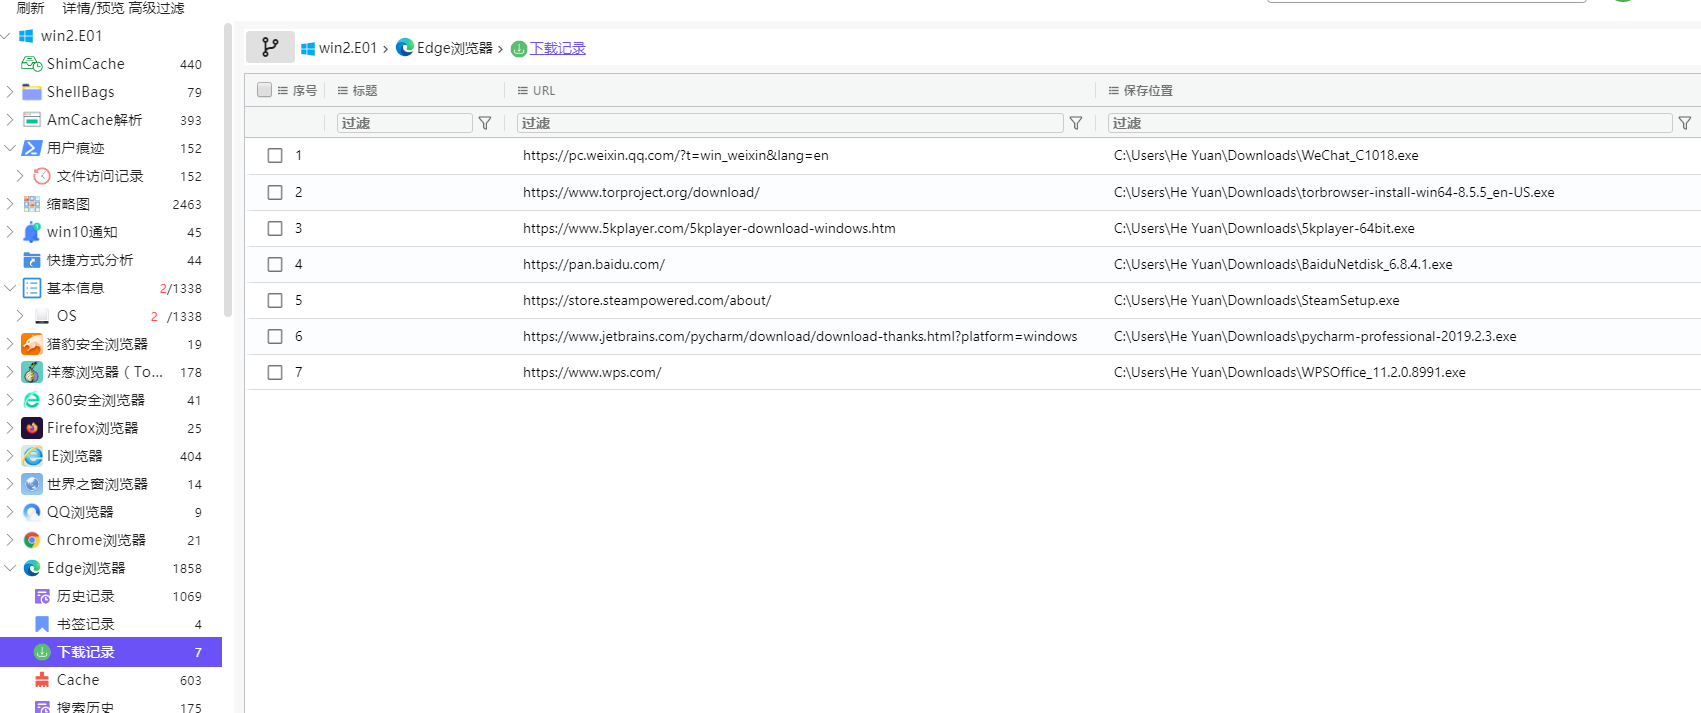 刷新 详情/预览 高级过滤
win2.E01
ShimCache 440
ShellBags 79
AmCache解析 393
用户痕迹 152
文件访问记录 152
缩略图 2463
win10通知 45
快捷方式分析 44
基本信息 2/1338
OS 2 /1338
猎豹安全浏览器 19
洋葱浏览器 ( To... 178
360安全浏览器 41
Firefox浏览器 25
IE浏览器 404
世界之窗浏览器 14
QQ浏览器 9
Chrome浏览器 21
Edge浏览器 1858
历史记录 1069
书签记录 4
下载记录 7
Cache 603
搜索历史 175
win2.E01 › Edge浏览器 › 下载记录
序号 标题 URL 保存位置
过滤 过滤 过滤
1 https://pc.weixin.qq.com/?t=win_weixin&lang=en C:\Users\He Yuan\Downloads\WeChat_C1018.exe
2 https://www.torproject.org/download/ C:\Users\He Yuan\Downloads\torbrowser-install-win64-8.5.5_en-US.exe
3 https://www.5kplayer.com/5kplayer-download-windows.htm C:\Users\He Yuan\Downloads\5kplayer-64bit.exe
4 https://pan.baidu.com/ C:\Users\He Yuan\Downloads\BaiduNetdisk_6.8.4.1.exe
5 https://store.steampowered.com/about/ C:\Users\He Yuan\Downloads\SteamSetup.exe
6 https://www.jetbrains.com/pycharm/download/download-thanks.html?platform=windows C:\Users\He Yuan\Downloads\pycharm-professional-2019.2.3.exe
7 https://www.wps.com/ C:\Users\He Yuan\Downloads\WPSOffice_11.2.0.8991.exe